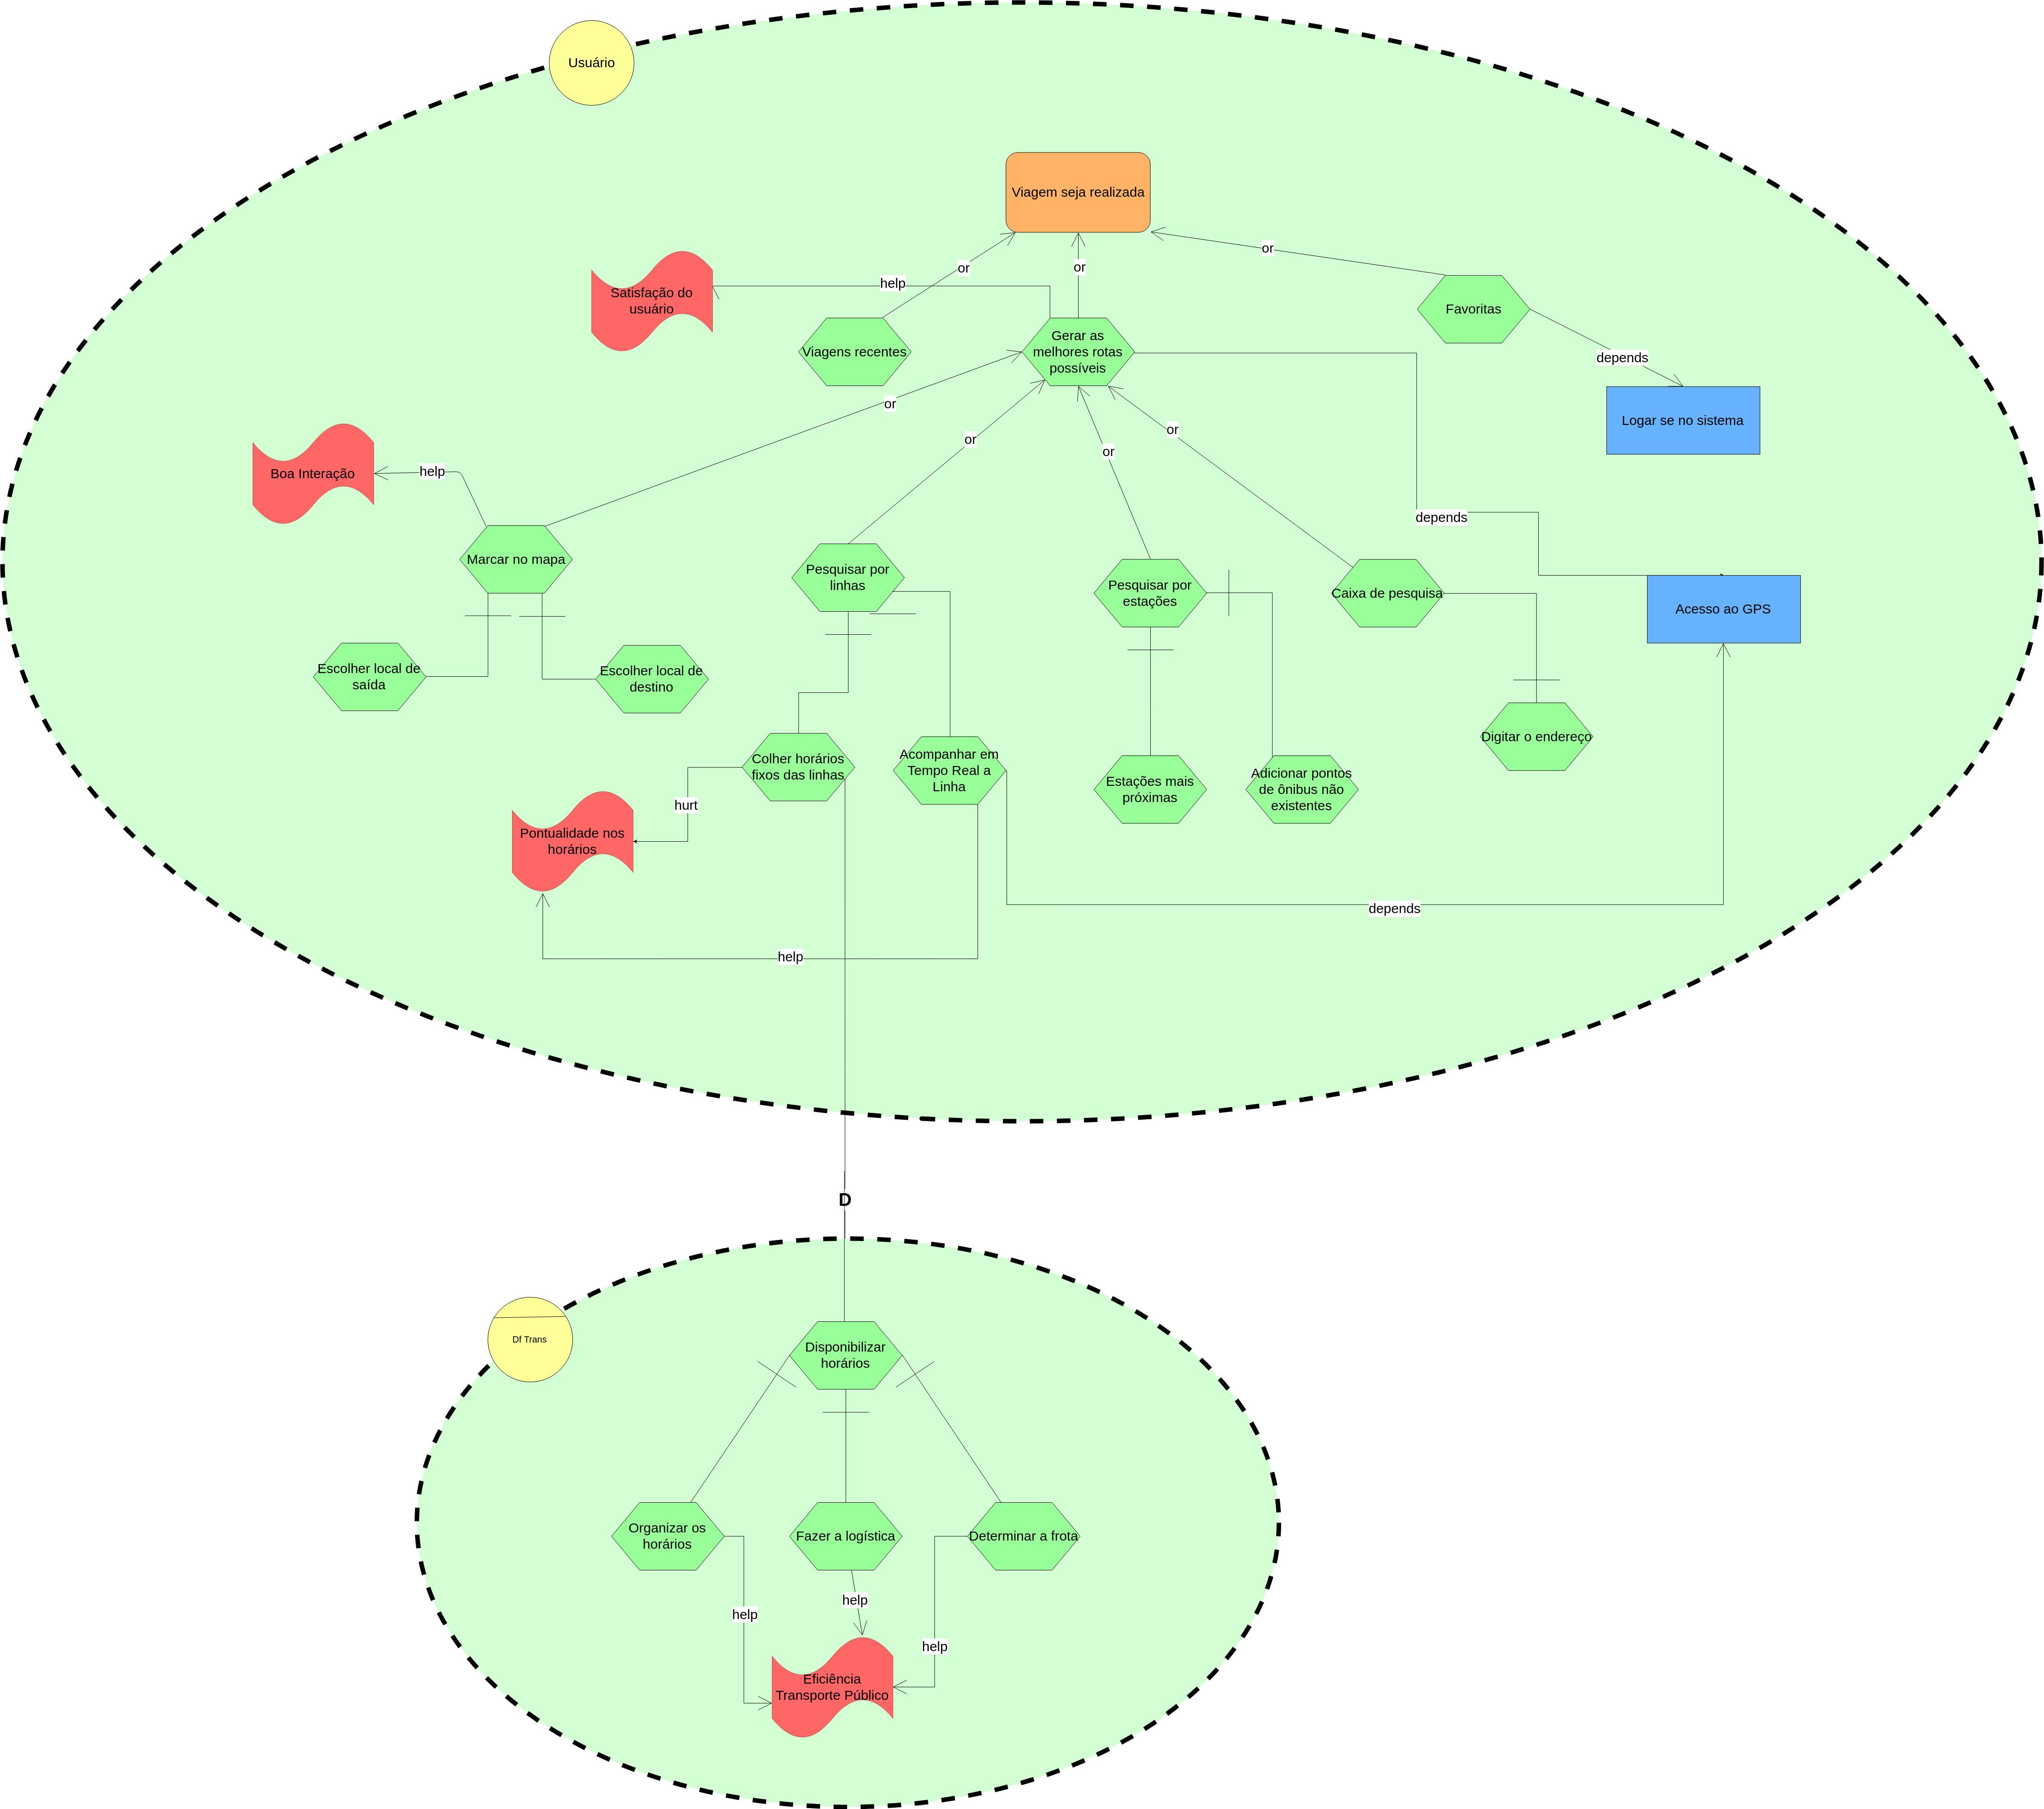 Usuário
Viagem seja realizada
or
or
or
help
Satisfação do
usuário
Viagens recentes
Gerar as
melhores rotas
possíveis
Favoritas
depends
Logar se no sistema
or
or
or
or
Boa Interação
help
depends
Marcar no mapa
Pesquisar por
linhas
Pesquisar por
estações
Caixa de pesquisa
Acesso ao GPS
Escolher local de
saída
Escolher local de
destino
Digitar o endereço
Colher horários
fixos das linhas
Acompanhar em
Tempo Real a
Linha
Estações mais
próximas
Adicionar pontos
de ônibus não
existentes
hurt
Pontualidade nos
horários
depends
help
D
Df Trans
Disponibilizar
horários
Organizar os
horários
Fazer a logística
Determinar a frota
help
help
help
Eficiência
Transporte Público